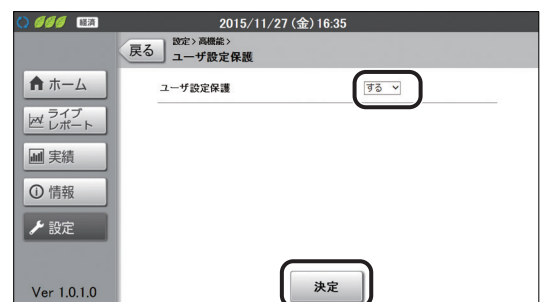 経済
2015/11/27 (金) 16:35
戻る
設定> 高機能>
ユーザ設定保護
ホーム
ライブ
レポート
実績
情報
設定
Ver 1.0.1.0
ユーザ設定保護
する
決定